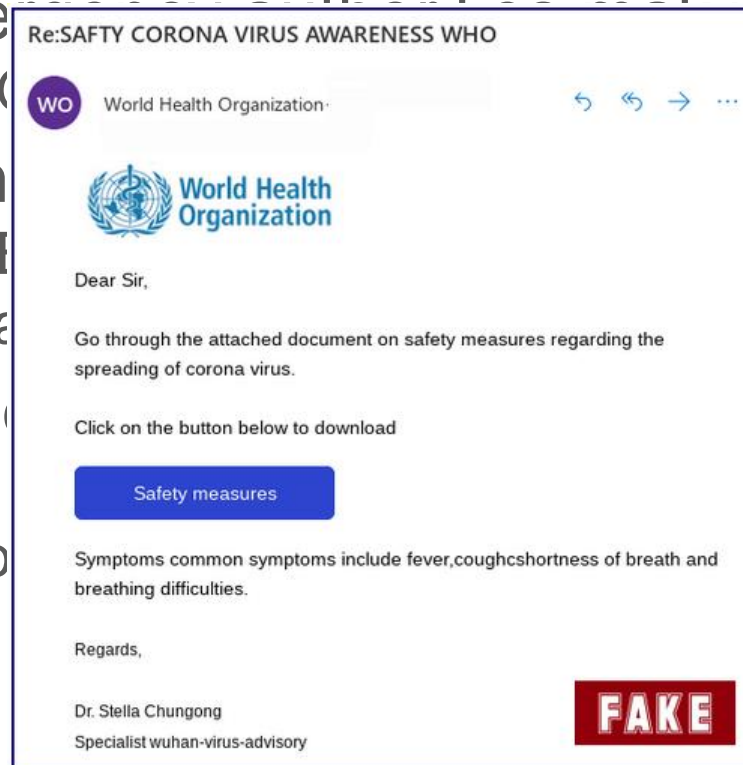 Re:SAFTY CORONA VIRUS AWARENESS WHO
WO
World Health Organization
World Health
Organization
Dear Sir,
Go through the attached document on safety measures regarding the
spreading of corona virus.
Click on the button below to download
Safety measures
Symptoms common symptoms include fever,coughcshortness of breath and
breathing difficulties.
Regards,
Dr. Stella Chungong
Specialist wuhan-virus-advisory
FAKE